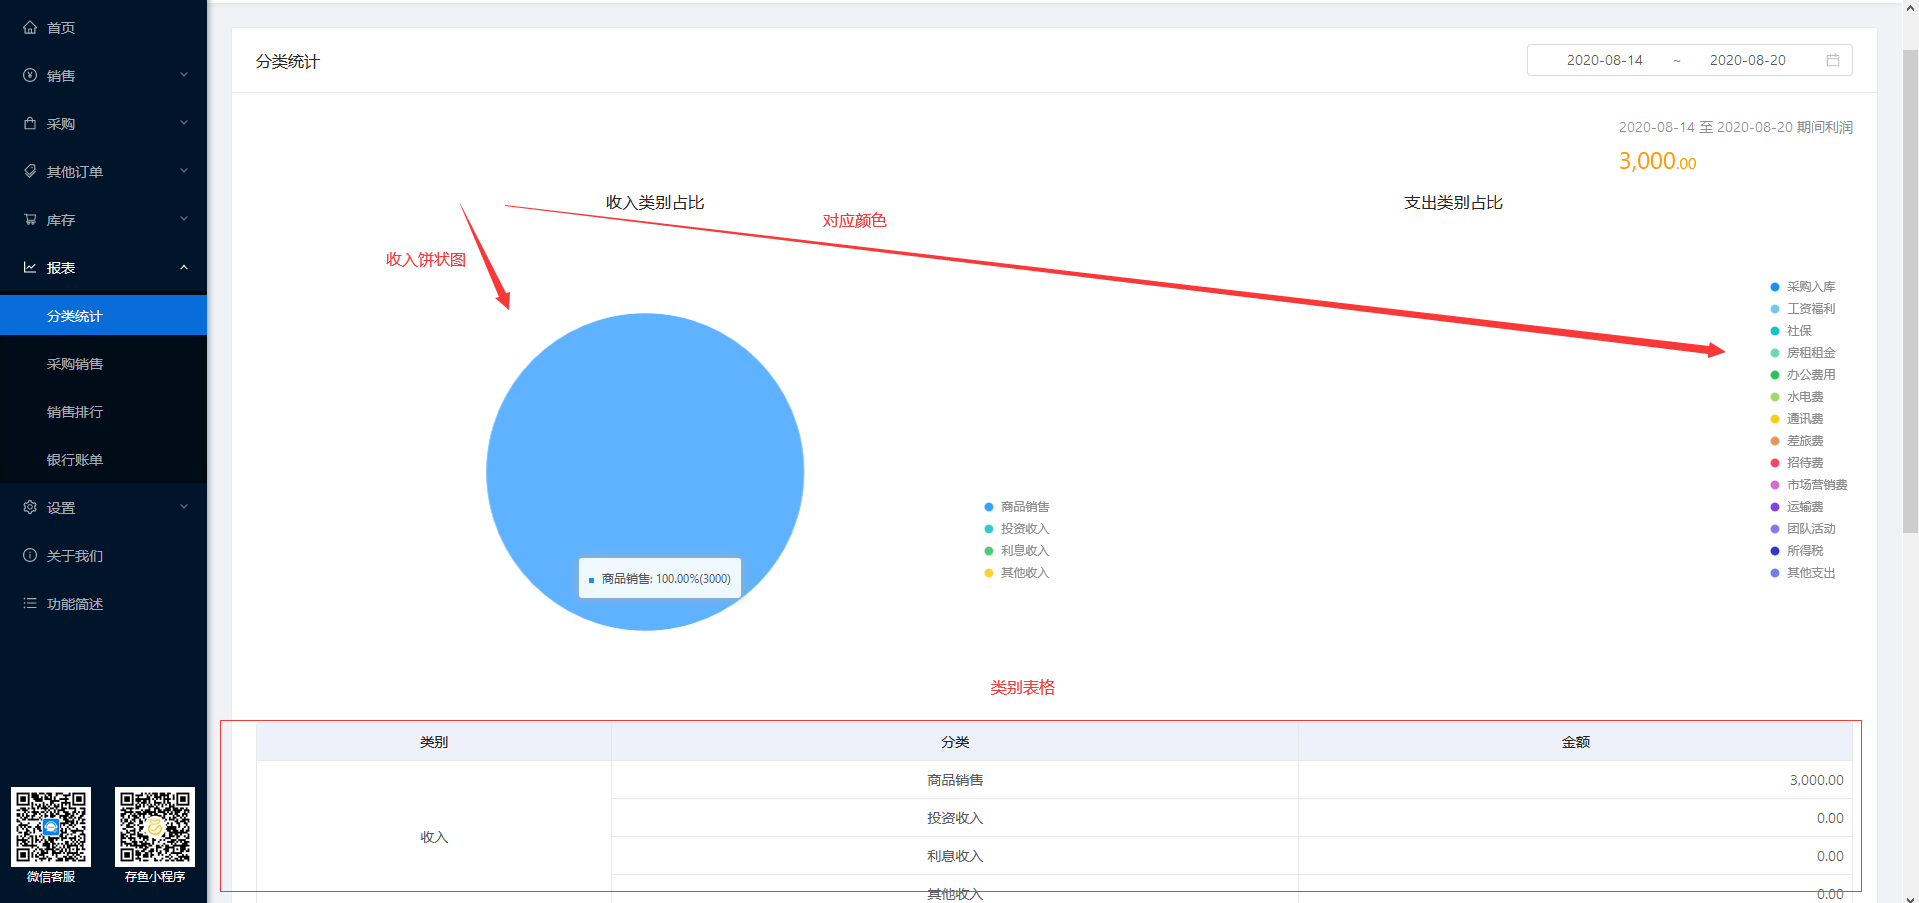 首页
销售
采购
其他订单
库存
报表
分类统计
采购销售
销售排行
银行账单
设置
关于我们
功能简述
微信客服
存鱼小程序
分类统计
2020-08-14 ~ 2020-08-20
2020-08-14 至 2020-08-20 期间利润
3,000.00
收入类别占比
支出类别占比
对应颜色
收入饼状图
商品销售: 100.00%(3000)
商品销售
投资收入
利息收入
其他收入
采购入库
工资福利
社保
房租租金
办公费用
水电费
通讯费
差旅费
招待费
市场营销费
运输费
团队活动
所得税
其他支出
类别表格
类别 分类 金额
商品销售 3,000.00
投资收入 0.00
收入
利息收入 0.00
其他收入 0.00